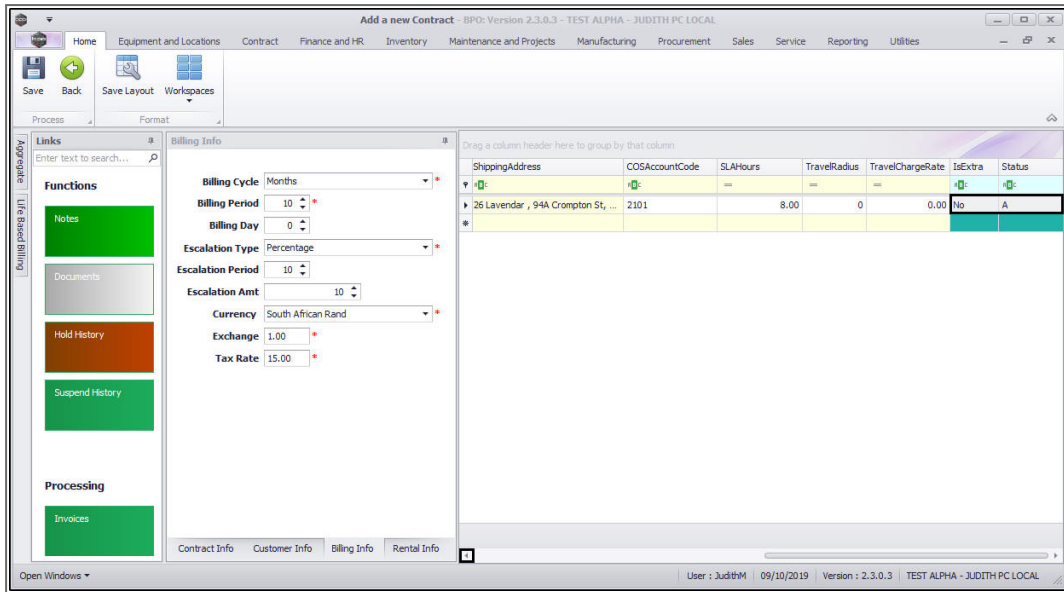 Add a new Contract - BPO: Version 2.3.0.3 - TEST ALPHA - JUDITH PC LOCAL
Home Equipment and Locations Contract Finance and HR Inventory Maintenance and Projects Manufacturing Procurement Sales Service Reporting Utilities
Save Back Save Layout Workspaces
Process Format
Aggregate
Life Based Billing
Links
Enter text to search...
Functions
Notes
Documents
Hold History
Suspend History
Processing
Invoices
Billing Info
Billing Cycle Months *
Billing Period 10 *
Billing Day 0
Escalation Type Percentage *
Escalation Period 10
Escalation Amt 10
Currency South African Rand *
Exchange 1.00 *
Tax Rate 15.00 *
Contract Info Customer Info Billing Info Rental Info
Drag a column header here to group by that column
ShippingAddress COSAccountCode SLAHours TravelRadius TravelChargeRate IsExtra Status
26 Lavendar , 94A Crompton St, ... 2101 8.00 0 0.00 No A
Open Windows
User : JudithM 09/10/2019 Version : 2.3.0.3 TEST ALPHA - JUDITH PC LOCAL